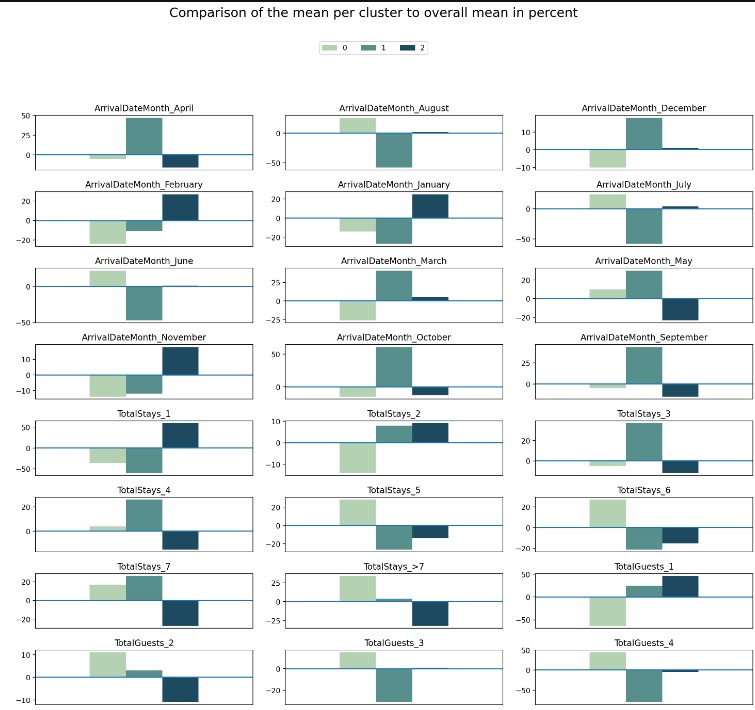 Comparison of the mean per cluster to overall mean in percent
0 1 2
ArrivalDateMonth_April
50
25
0
ArrivalDateMonth_August
0
−50
ArrivalDateMonth_December
10
0
−10
ArrivalDateMonth_February
20
0
−20
ArrivalDateMonth_January
20
0
−20
ArrivalDateMonth_July
0
−50
ArrivalDateMonth_June
0
−50
ArrivalDateMonth_March
25
0
−25
ArrivalDateMonth_May
20
0
−20
ArrivalDateMonth_November
10
0
−10
ArrivalDateMonth_October
50
0
ArrivalDateMonth_September
25
0
TotalStays_1
50
0
−50
TotalStays_2
10
0
−10
TotalStays_3
20
0
TotalStays_4
20
0
TotalStays_5
20
0
−20
TotalStays_6
20
0
−20
TotalStays_7
20
0
−20
TotalStays_>7
25
0
−25
TotalGuests_1
50
0
−50
TotalGuests_2
10
0
−10
TotalGuests_3
0
−20
TotalGuests_4
50
0
−50